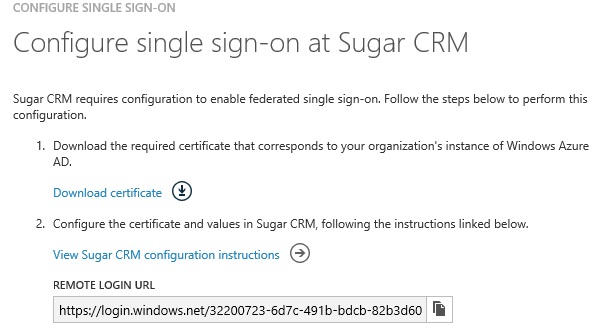 CONFIGURE SINGLE SIGN-ON
Configure single sign-on at Sugar CRM
Sugar CRM requires configuration to enable federated single sign-on. Follow the steps below to perform this
configuration.
1. Download the required certificate that corresponds to your organization's instance of Windows Azure
AD.
Download certificate
2. Configure the certificate and values in Sugar CRM, following the instructions linked below.
View Sugar CRM configuration instructions
REMOTE LOGIN URL
https://login.windows.net/32200723-6d7c-491b-bdcb-82b3d60